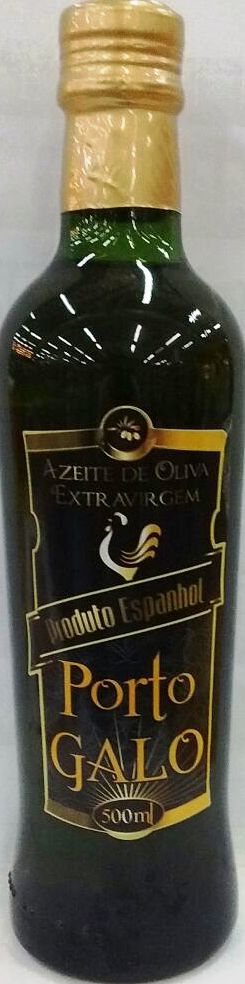 AZEITE DE OLIVA
EXTRAVIRGEM
Produto Espanhol
Porto
GALO
500ml